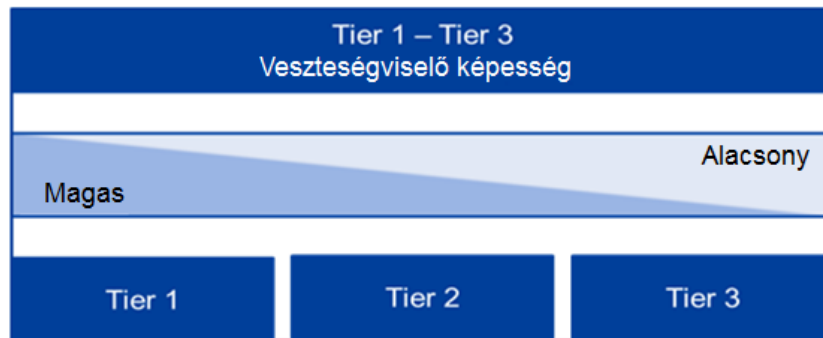 Tier 1 – Tier 3
Veszteségviselő képesség
Alacsony
Magas
Tier 1
Tier 2
Tier 3